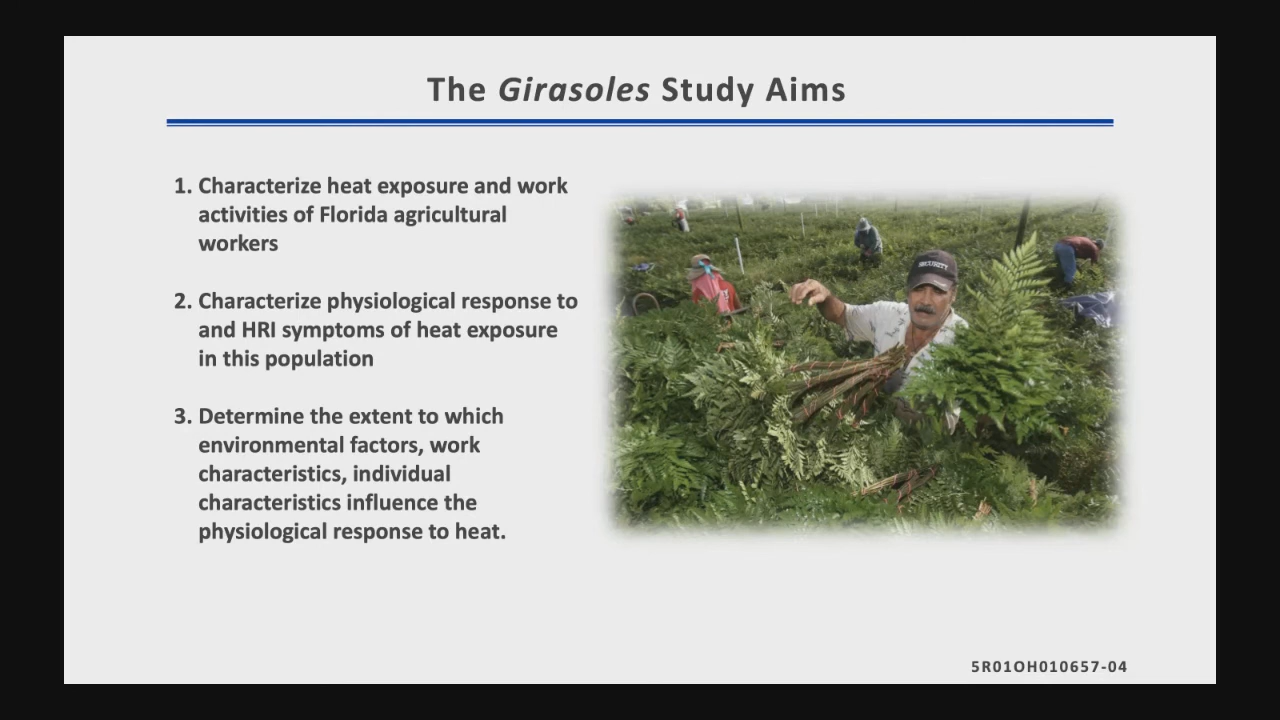 The Girasoles Study Aims
1. Characterize heat exposure and work
activities of Florida agricultural
workers
2. Characterize physiological response to
and HRI symptoms of heat exposure
in this population
3. Determine the extent to which
environmental factors, work
characteristics, individual
characteristics influence the
physiological response to heat.
SECURITY
5R01OH010657-04